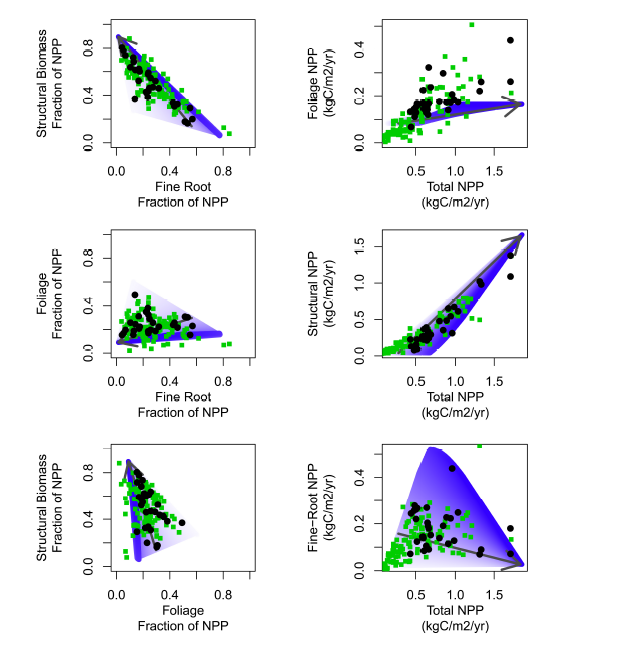 Structural Biomass
Fraction of NPP
0.0 0.4 0.8
0.0 0.4 0.8
Fine Root
Fraction of NPP
Foliage NPP
(kgC/m2/yr)
0.0 0.2 0.4
0.5 1.0 1.5
Total NPP
(kgC/m2/yr)
Foliage
Fraction of NPP
0.0 0.4 0.8
0.0 0.4 0.8
Fine Root
Fraction of NPP
Structural NPP
(kgC/m2/yr)
0.0 0.5 1.0 1.5
0.5 1.0 1.5
Total NPP
(kgC/m2/yr)
Structural Biomass
Fraction of NPP
0.0 0.4 0.8
0.0 0.4 0.8
Foliage
Fraction of NPP
Fine−Root NPP
(kgC/m2/yr)
0.0 0.2 0.4
0.5 1.0 1.5
Total NPP
(kgC/m2/yr)